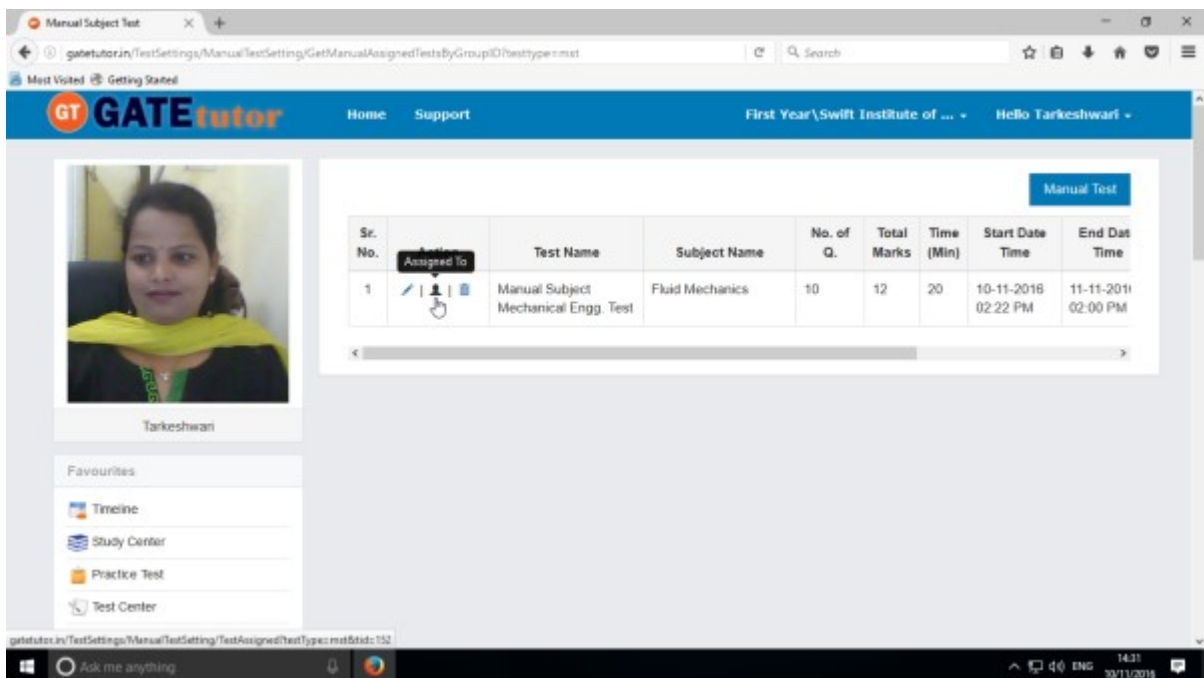 Manual Subject Test
gatetutor.in/TestSettings/ManualTestSetting/GetManualAssignedTestsByGroupID?testtype=mst
Search
Most Visited Getting Started
GT GATEtutor Home Support First Year\Swift Institute of ... Hello Tarkeshwari
Manual Test
Sr. No. Action Test Name Subject Name No. of Q. Total Marks Time (Min) Start Date Time End Dat Time
Assigned To
1 | | Manual Subject Mechanical Engg. Test Fluid Mechanics 10 12 20 10-11-2016 02:22 PM 11-11-201 02:00 PM
Tarkeshwari
Favourites
Timeline
Study Center
Practice Test
Test Center
gatetutor.in/TestSettings/ManualTestSetting/TestAssigned?testType=mst&tid=152
Ask me anything
ENG
14:31
10/11/2016